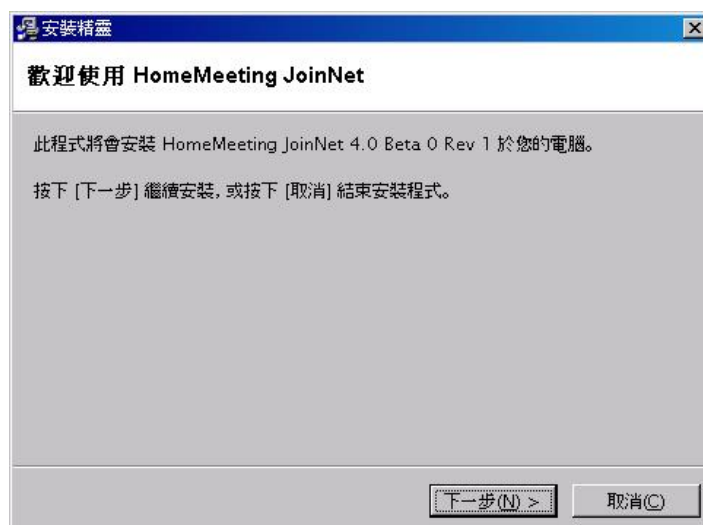 安裝精靈
歡迎使用 HomeMeeting JoinNet
此程式將會安裝 HomeMeeting JoinNet 4.0 Beta 0 Rev 1 於您的電腦。
按下 [下一步] 繼續安裝, 或按下 [取消] 結束安裝程式。
下一步(N) > 取消(C)